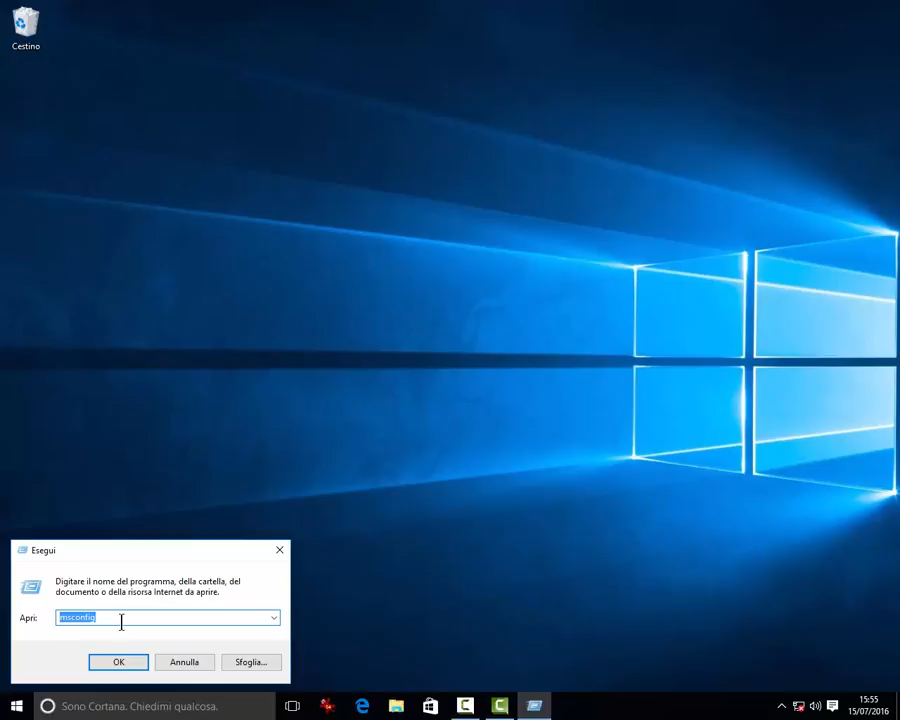 Cestino
Esegui
Digitare il nome del programma, della cartella, del
documento o della risorsa Internet da aprire.
Apri: msconfig
OK Annulla Sfoglia...
Sono Cortana. Chiedimi qualcosa.
15:55
15/07/2016